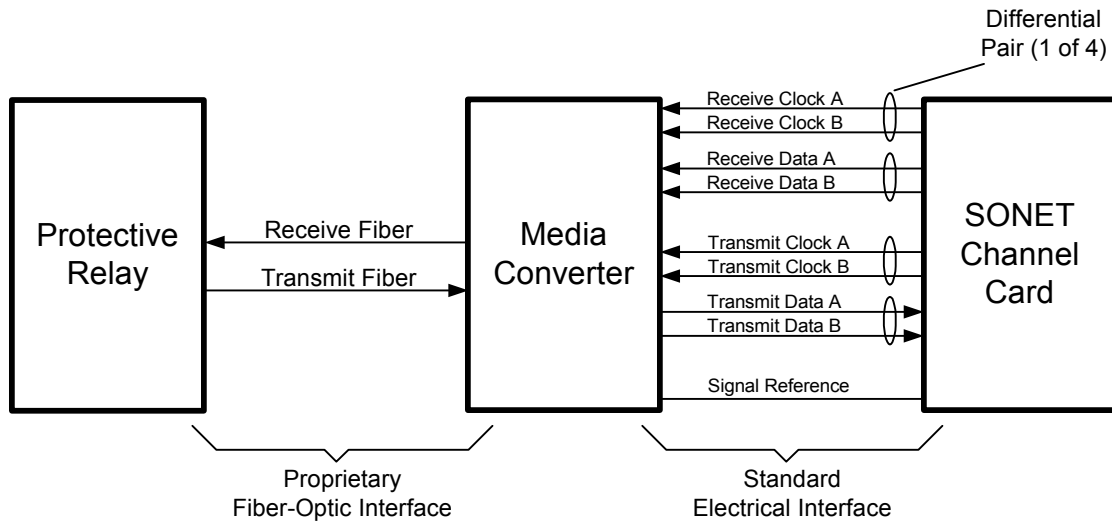 Differential
Pair (1 of 4)
Receive Clock A
Receive Clock B
Receive Data A
Receive Data B
Protective
Relay
Receive Fiber
Transmit Fiber
Media
Converter
Transmit Clock A
Transmit Clock B
Transmit Data A
Transmit Data B
Signal Reference
SONET
Channel
Card
Proprietary
Fiber-Optic Interface
Standard
Electrical Interface